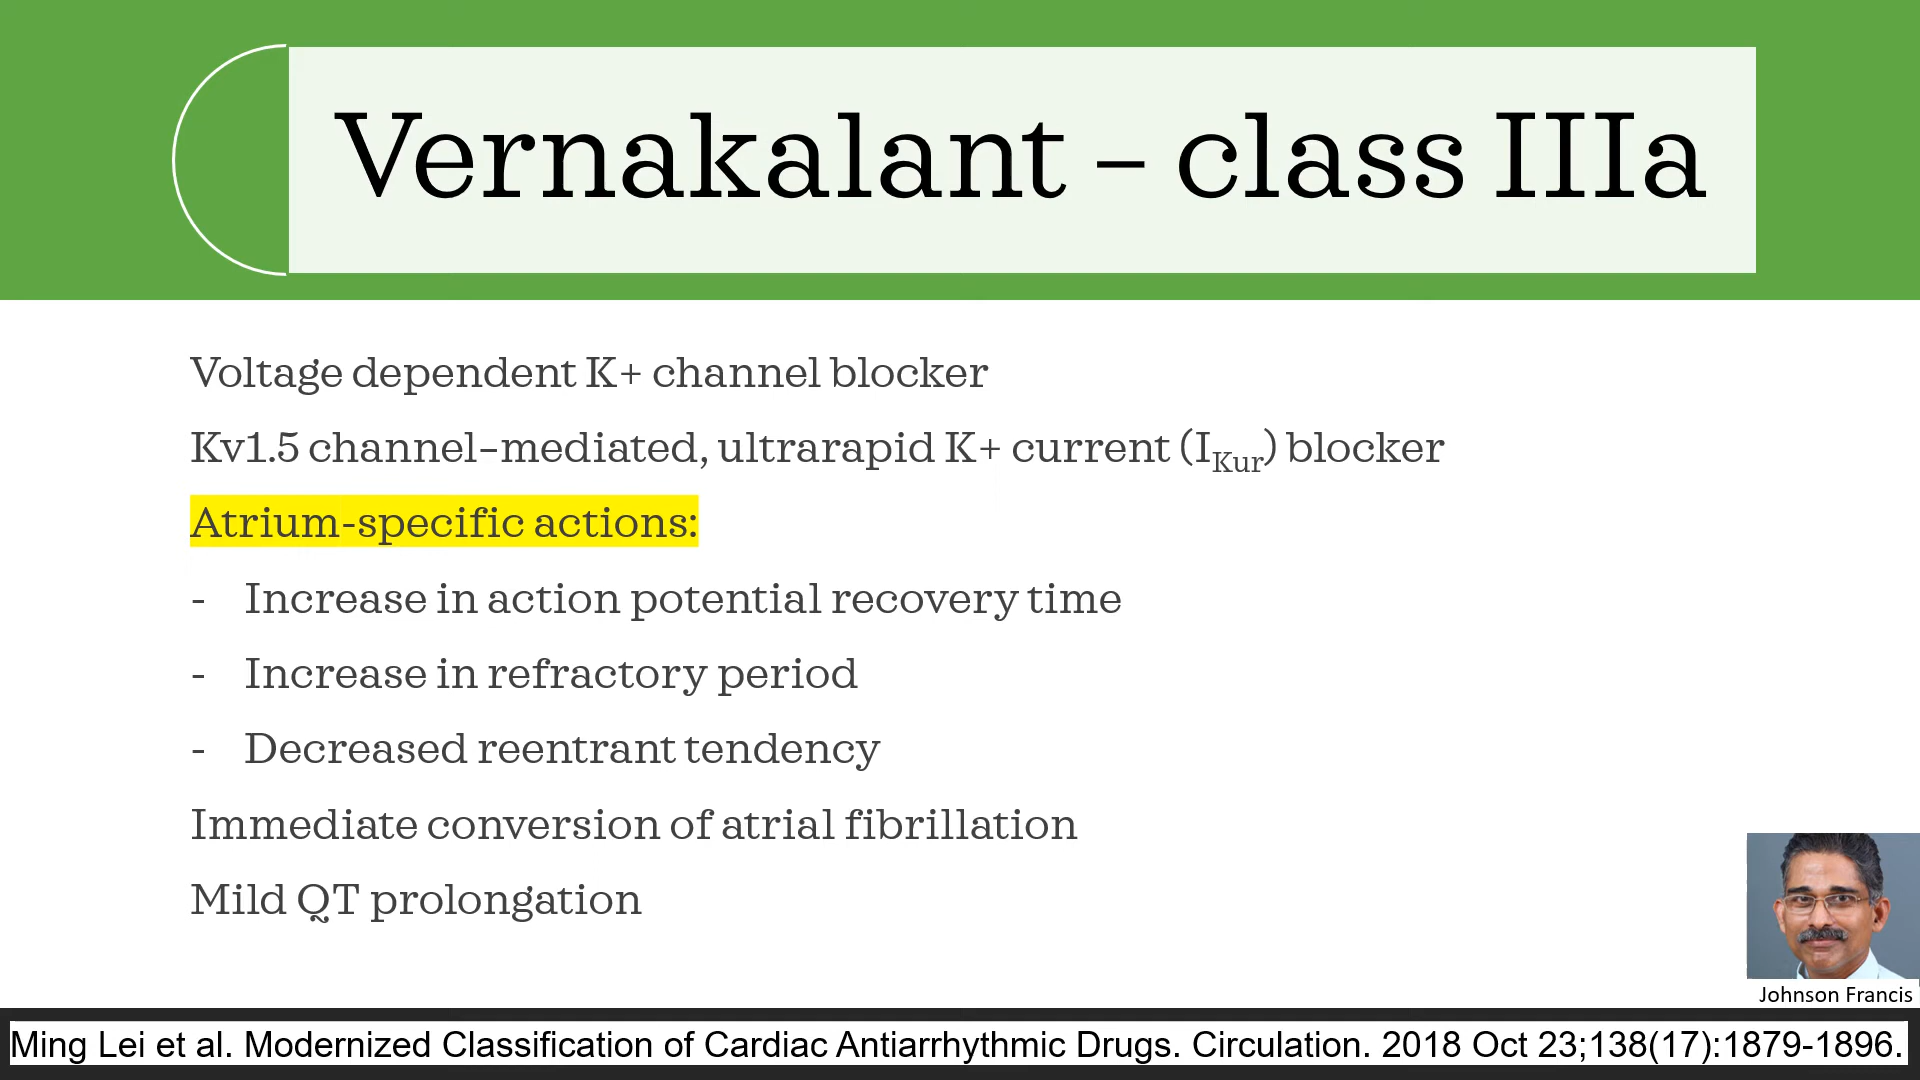 Vernakalant – class IIIa
Voltage dependent K+ channel blocker
Kv1.5 channel–mediated, ultrarapid K+ current (IKur) blocker
Atrium-specific actions:
- Increase in action potential recovery time
- Increase in refractory period
- Decreased reentrant tendency
Immediate conversion of atrial fibrillation
Mild QT prolongation
Johnson Francis
Ming Lei et al. Modernized Classification of Cardiac Antiarrhythmic Drugs. Circulation. 2018 Oct 23;138(17):1879-1896.